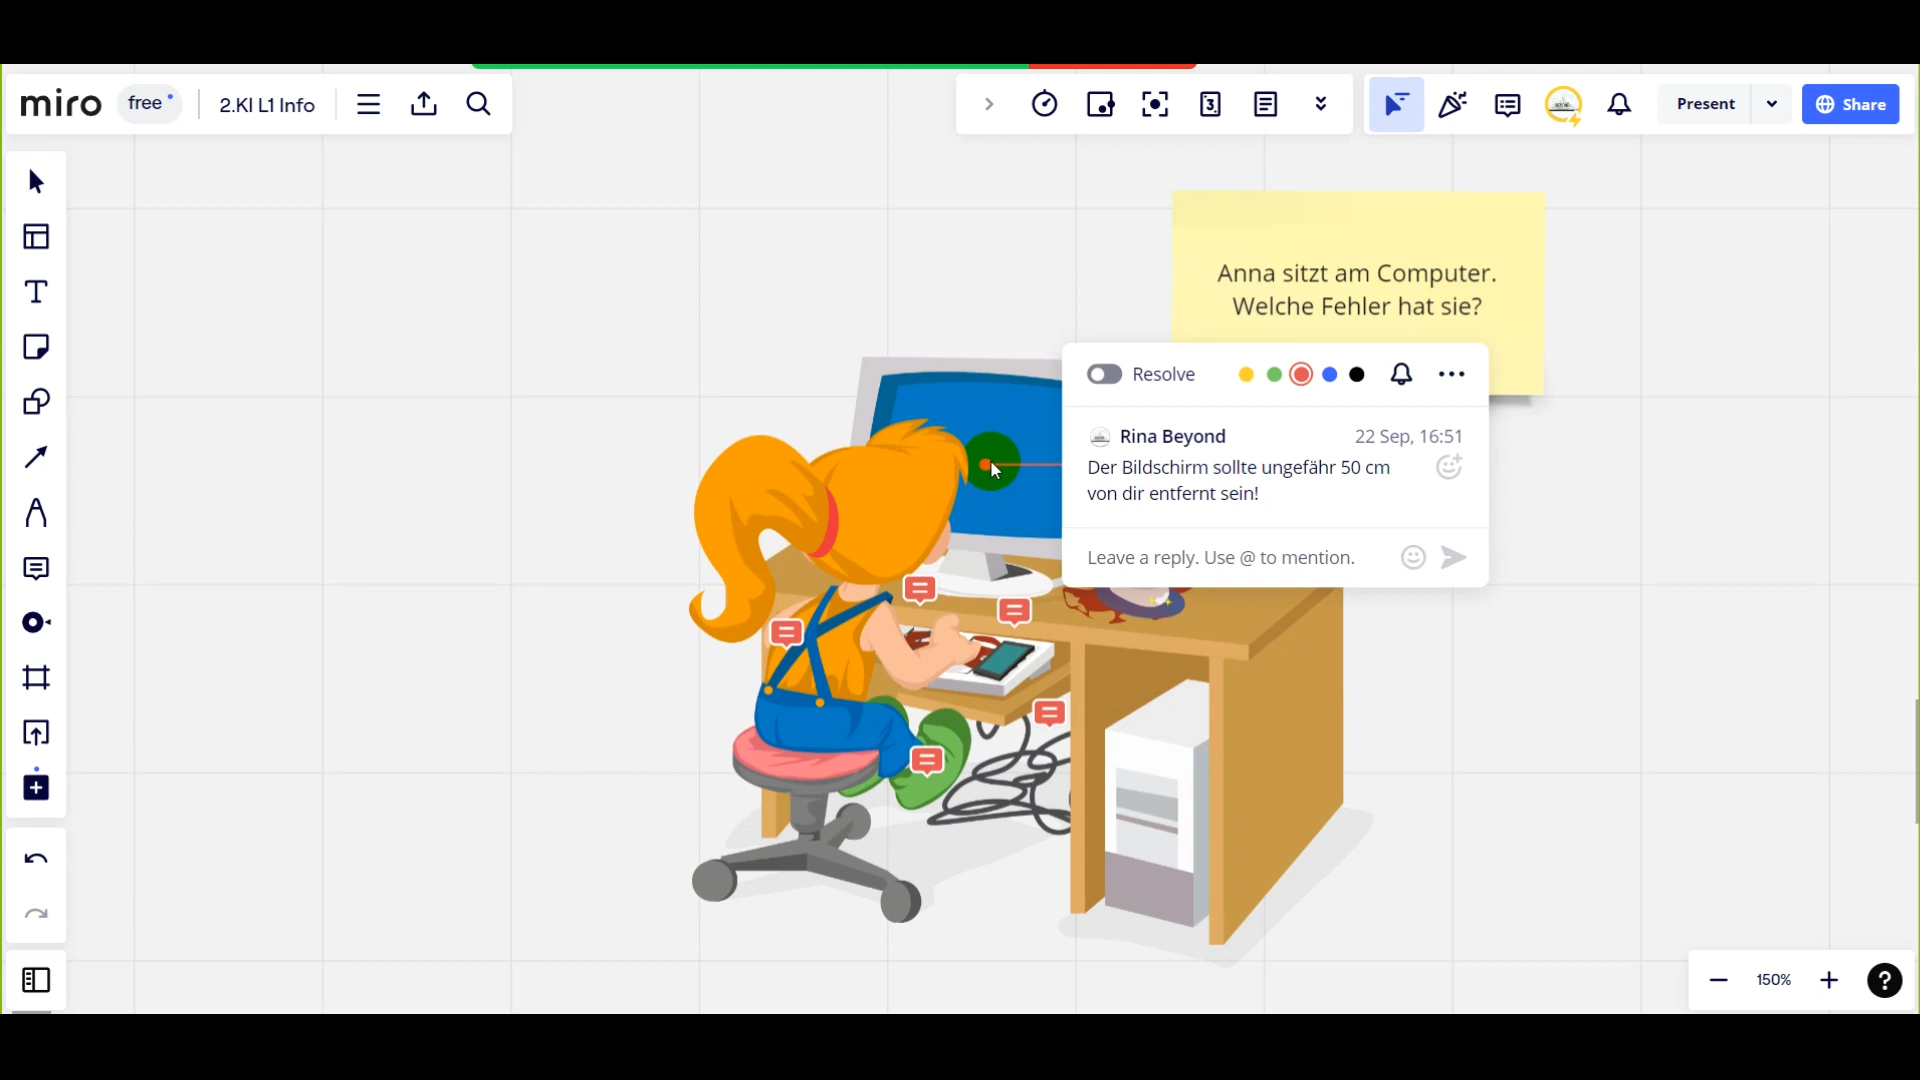 miro free 2.KI L1 Info
3
Present
Share
Anna sitzt am Computer.
Welche Fehler hat sie?
Resolve
Rina Beyond 22 Sep, 16:51
Der Bildschirm sollte ungefähr 50 cm
von dir entfernt sein!
Leave a reply. Use @ to mention.
150%